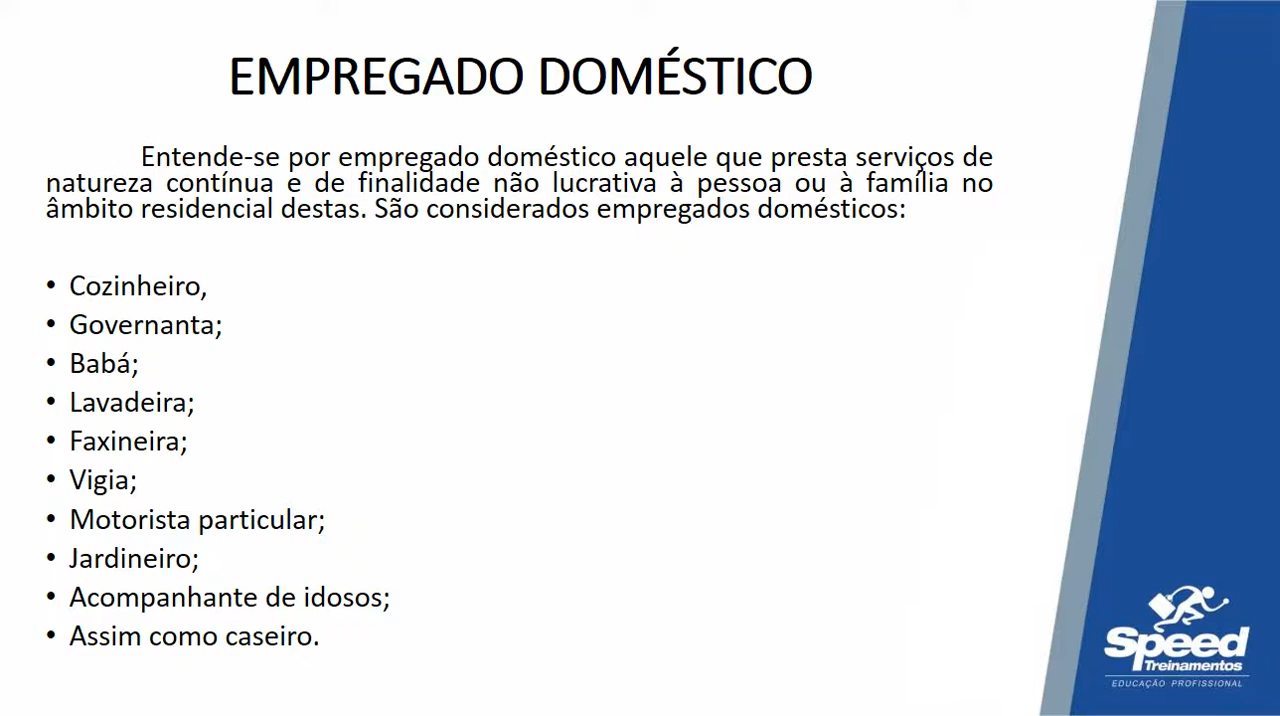 EMPREGADO DOMÉSTICO
Entende-se por empregado doméstico aquele que presta serviços de
natureza contínua e de finalidade não lucrativa à pessoa ou à família no
âmbito residencial destas. São considerados empregados domésticos:
• Cozinheiro,
• Governanta;
• Babá;
• Lavadeira;
• Faxineira;
• Vigia;
• Motorista particular;
• Jardineiro;
• Acompanhante de idosos;
• Assim como caseiro.
Speed
Treinamentos
EDUCAÇÃO PROFISSIONAL